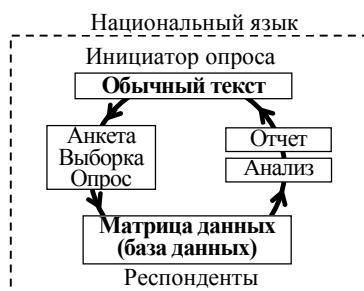 Национальный язык
Инициатор опроса
Обычный текст
Анкета
Выборка
Опрос
Отчет
Анализ
Матрица данных
(база данных)
Респонденты